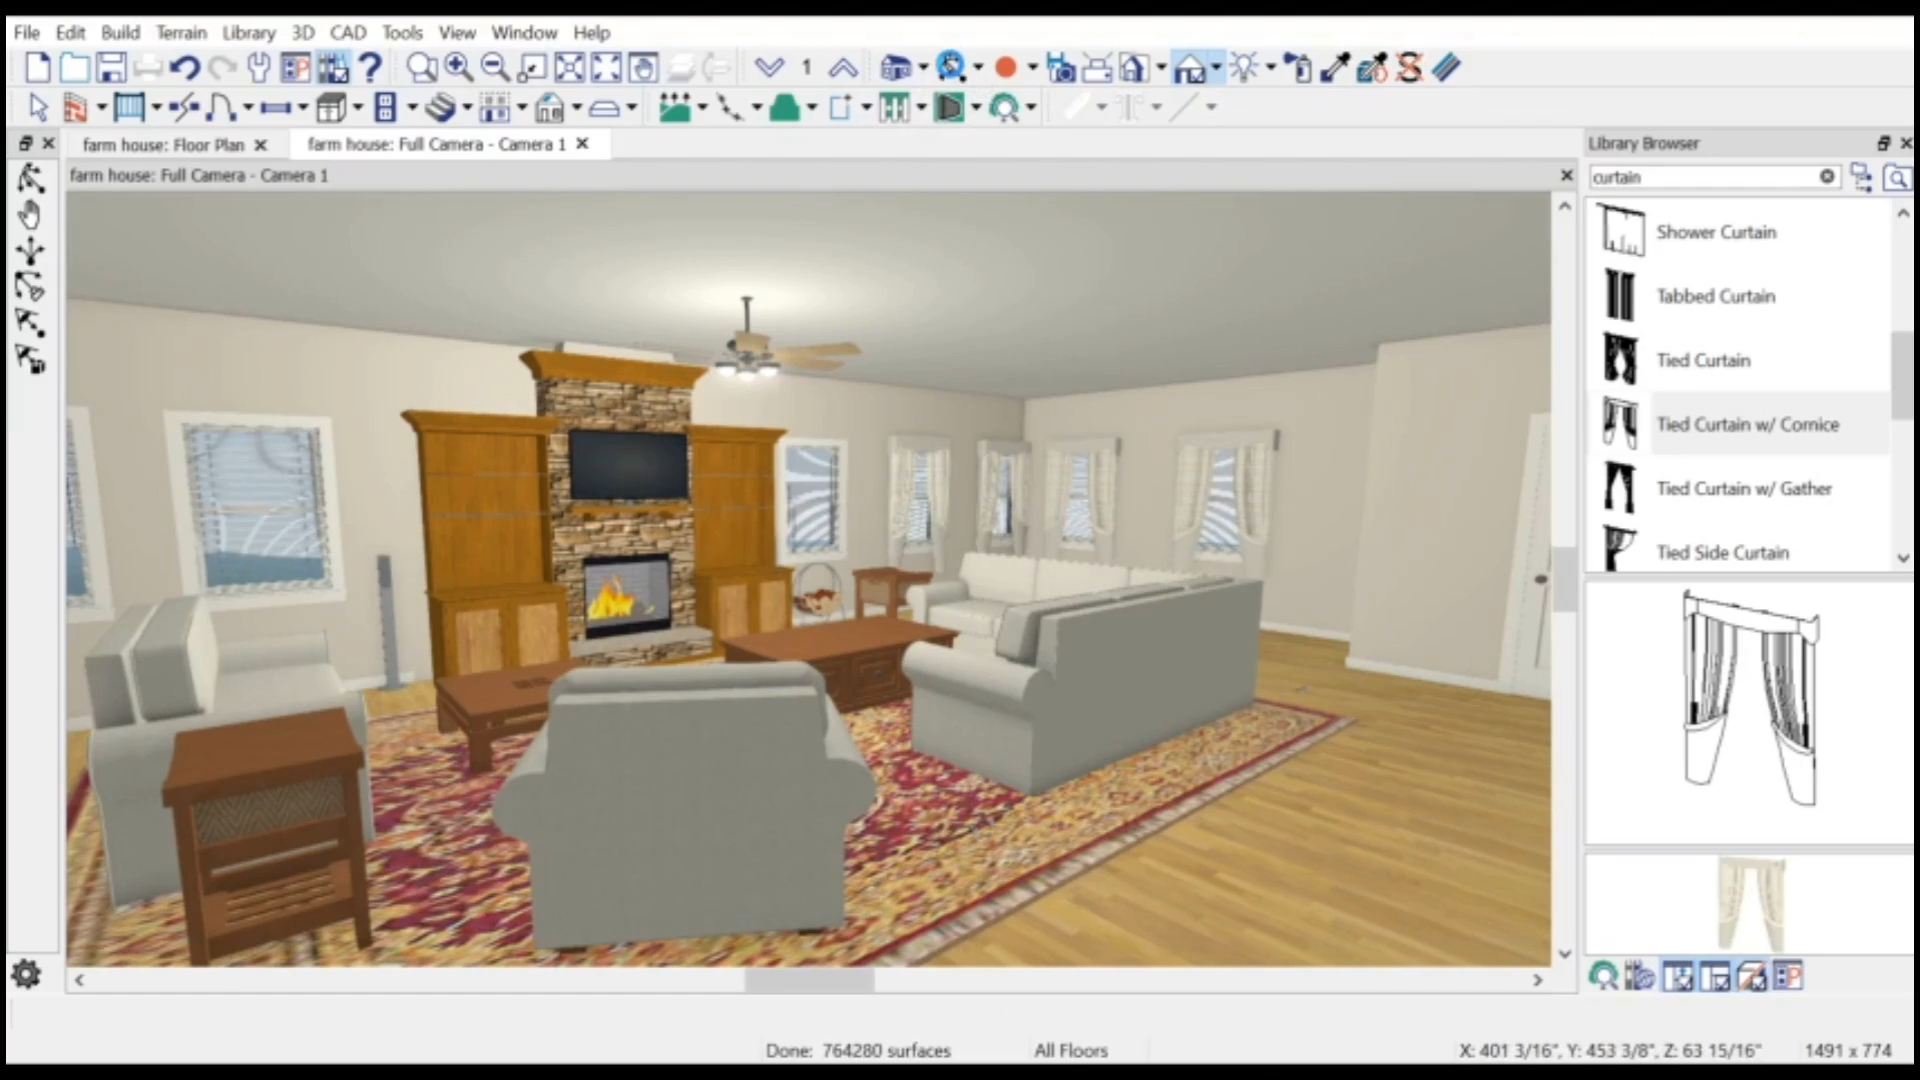 File Edit Build Terrain Library 3D CAD Tools View Window Help
1
farm house: Floor Plan
farm house: Full Camera - Camera 1
Library Browser
farm house: Full Camera - Camera 1
curtain
Shower Curtain
Tabbed Curtain
Tied Curtain
Tied Curtain w/ Cornice
Tied Curtain w/ Gather
Tied Side Curtain
Done: 764280 surfaces
All Floors
X: 401 3/16", Y: 453 3/8", Z: 63 15/16"
1491 x 774